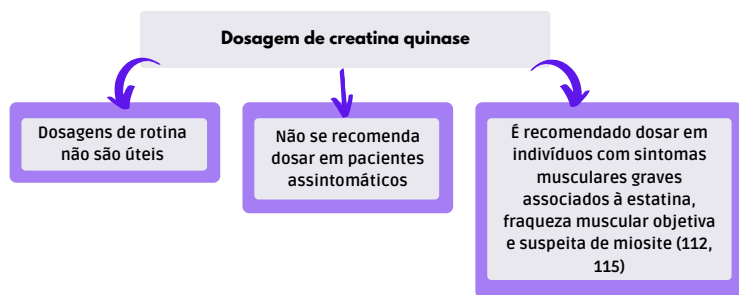 Dosagem de creatina quinase
Dosagens de rotina
não são úteis
Não se recomenda
dosar em pacientes
assintomáticos
É recomendado dosar em
indivíduos com sintomas
musculares graves
associados à estatina,
fraqueza muscular objetiva
e suspeita de miosite (112,
115)